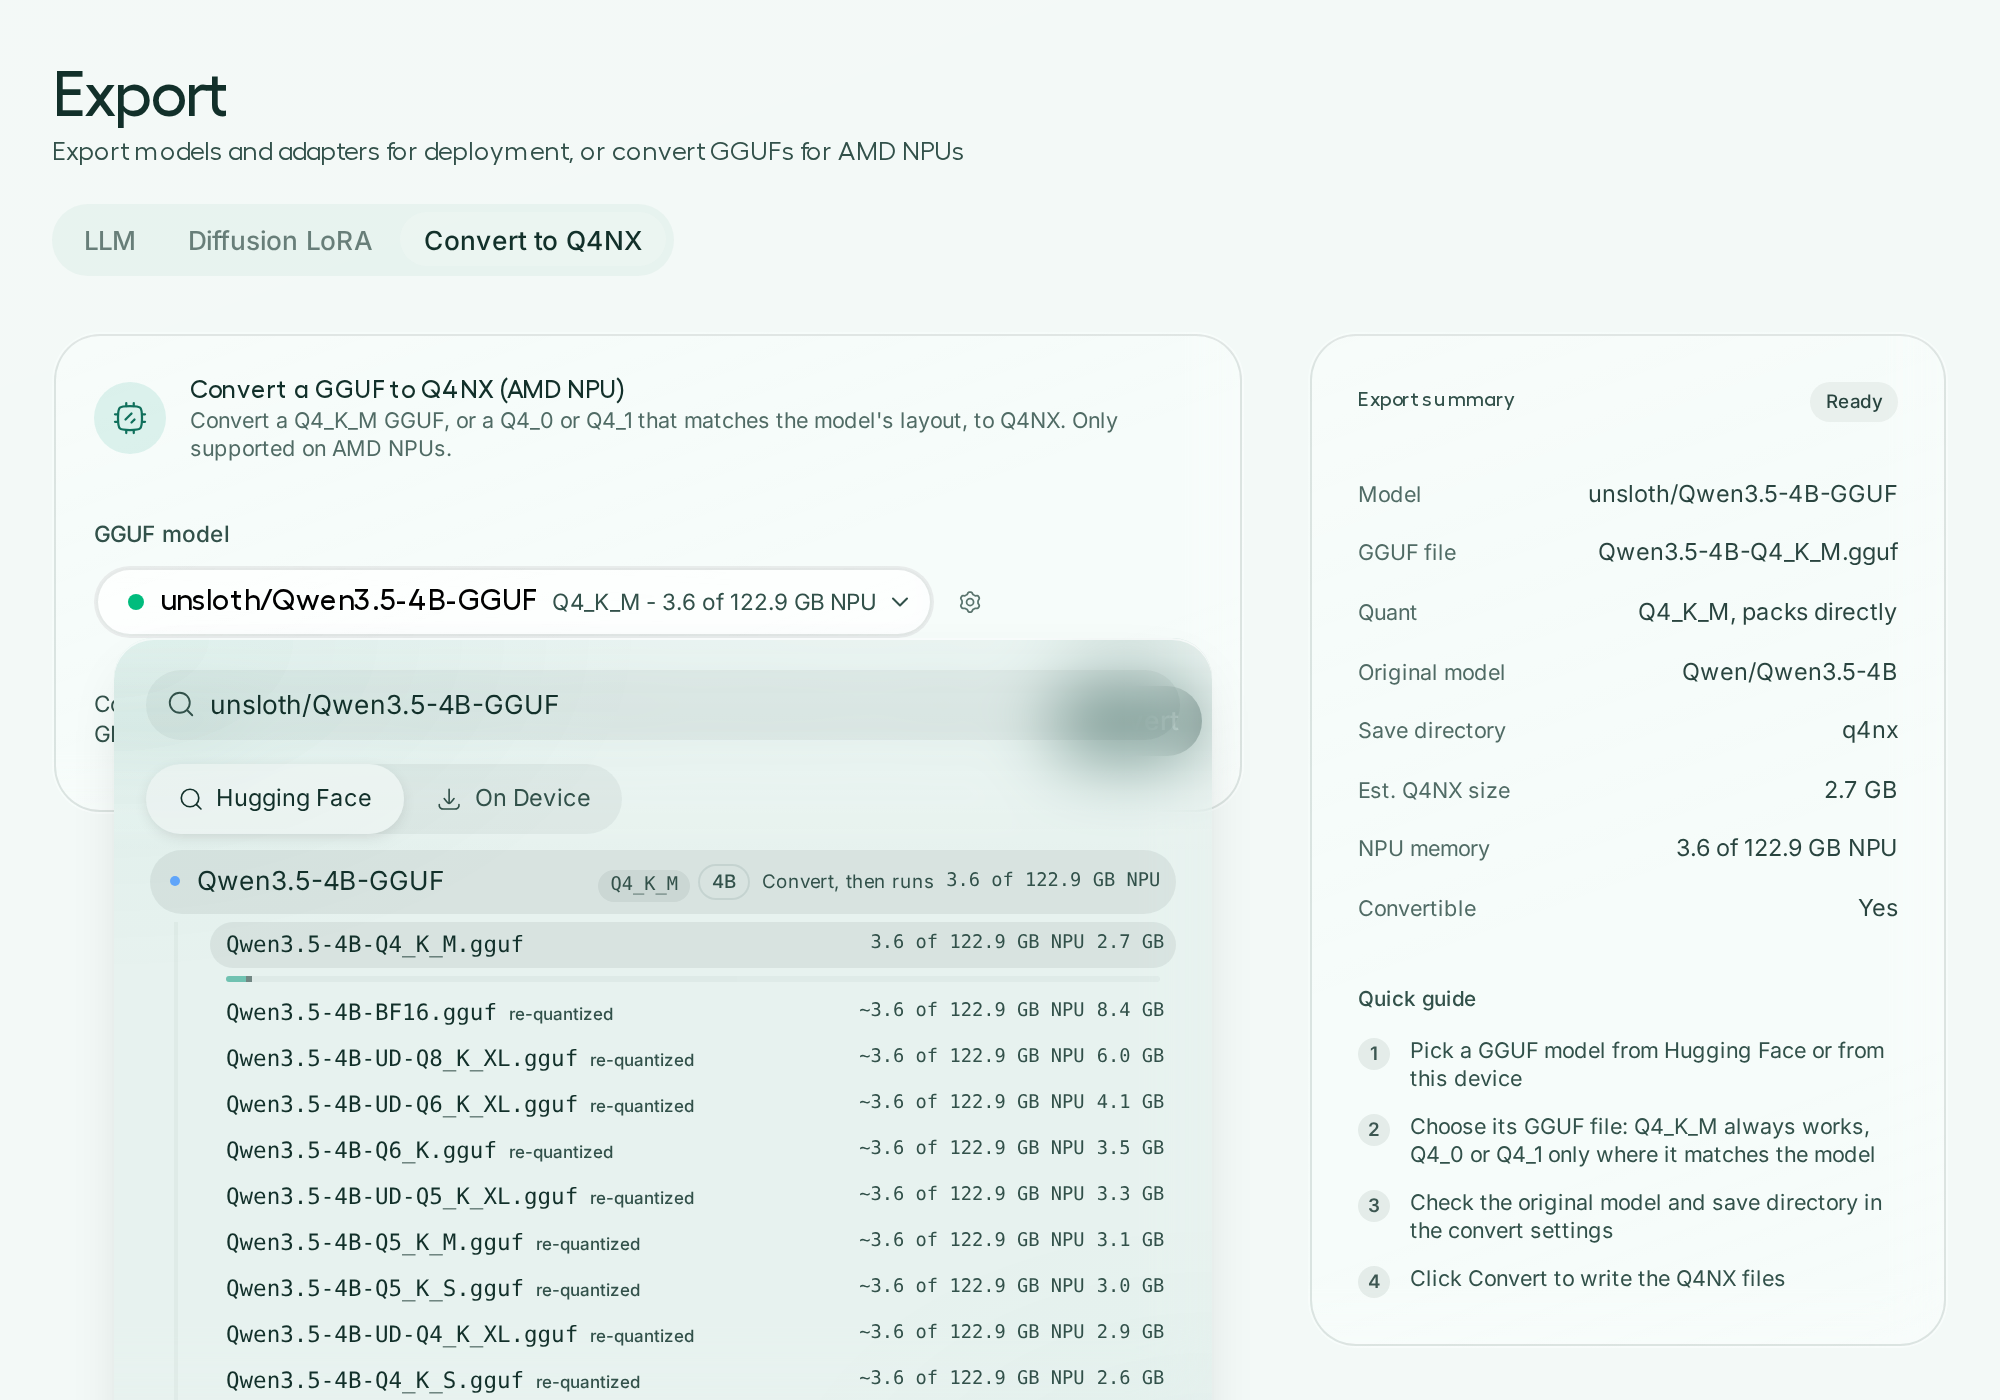 Export
Export models and adapters for deployment, or convert GGUFs for AMD NPUs
LLM Diffusion LoRA Convert to Q4NX
Convert a GGUF to Q4NX (AMD NPU)
Convert a Q4_K_M GGUF, or a Q4_0 or Q4_1 that matches the model's layout, to Q4NX. Only
supported on AMD NPUs.
GGUF model
unsloth/Qwen3.5-4B-GGUF Q4_K_M - 3.6 of 122.9 GB NPU
unsloth/Qwen3.5-4B-GGUF
Hugging Face On Device
Qwen3.5-4B-GGUF Q4_K_M 4B Convert, then runs 3.6 of 122.9 GB NPU
Qwen3.5-4B-Q4_K_M.gguf 3.6 of 122.9 GB NPU 2.7 GB
Qwen3.5-4B-BF16.gguf re-quantized ~3.6 of 122.9 GB NPU 8.4 GB
Qwen3.5-4B-UD-Q8_K_XL.gguf re-quantized ~3.6 of 122.9 GB NPU 6.0 GB
Qwen3.5-4B-UD-Q6_K_XL.gguf re-quantized ~3.6 of 122.9 GB NPU 4.1 GB
Qwen3.5-4B-Q6_K.gguf re-quantized ~3.6 of 122.9 GB NPU 3.5 GB
Qwen3.5-4B-UD-Q5_K_XL.gguf re-quantized ~3.6 of 122.9 GB NPU 3.3 GB
Qwen3.5-4B-Q5_K_M.gguf re-quantized ~3.6 of 122.9 GB NPU 3.1 GB
Qwen3.5-4B-Q5_K_S.gguf re-quantized ~3.6 of 122.9 GB NPU 3.0 GB
Qwen3.5-4B-UD-Q4_K_XL.gguf re-quantized ~3.6 of 122.9 GB NPU 2.9 GB
Qwen3.5-4B-Q4_K_S.gguf re-quantized ~3.6 of 122.9 GB NPU 2.6 GB
Export summary Ready
Model unsloth/Qwen3.5-4B-GGUF
GGUF file Qwen3.5-4B-Q4_K_M.gguf
Quant Q4_K_M, packs directly
Original model Qwen/Qwen3.5-4B
Save directory q4nx
Est. Q4NX size 2.7 GB
NPU memory 3.6 of 122.9 GB NPU
Convertible Yes
Quick guide
1 Pick a GGUF model from Hugging Face or from
this device
2 Choose its GGUF file: Q4_K_M always works,
Q4_0 or Q4_1 only where it matches the model
3 Check the original model and save directory in
the convert settings
4 Click Convert to write the Q4NX files